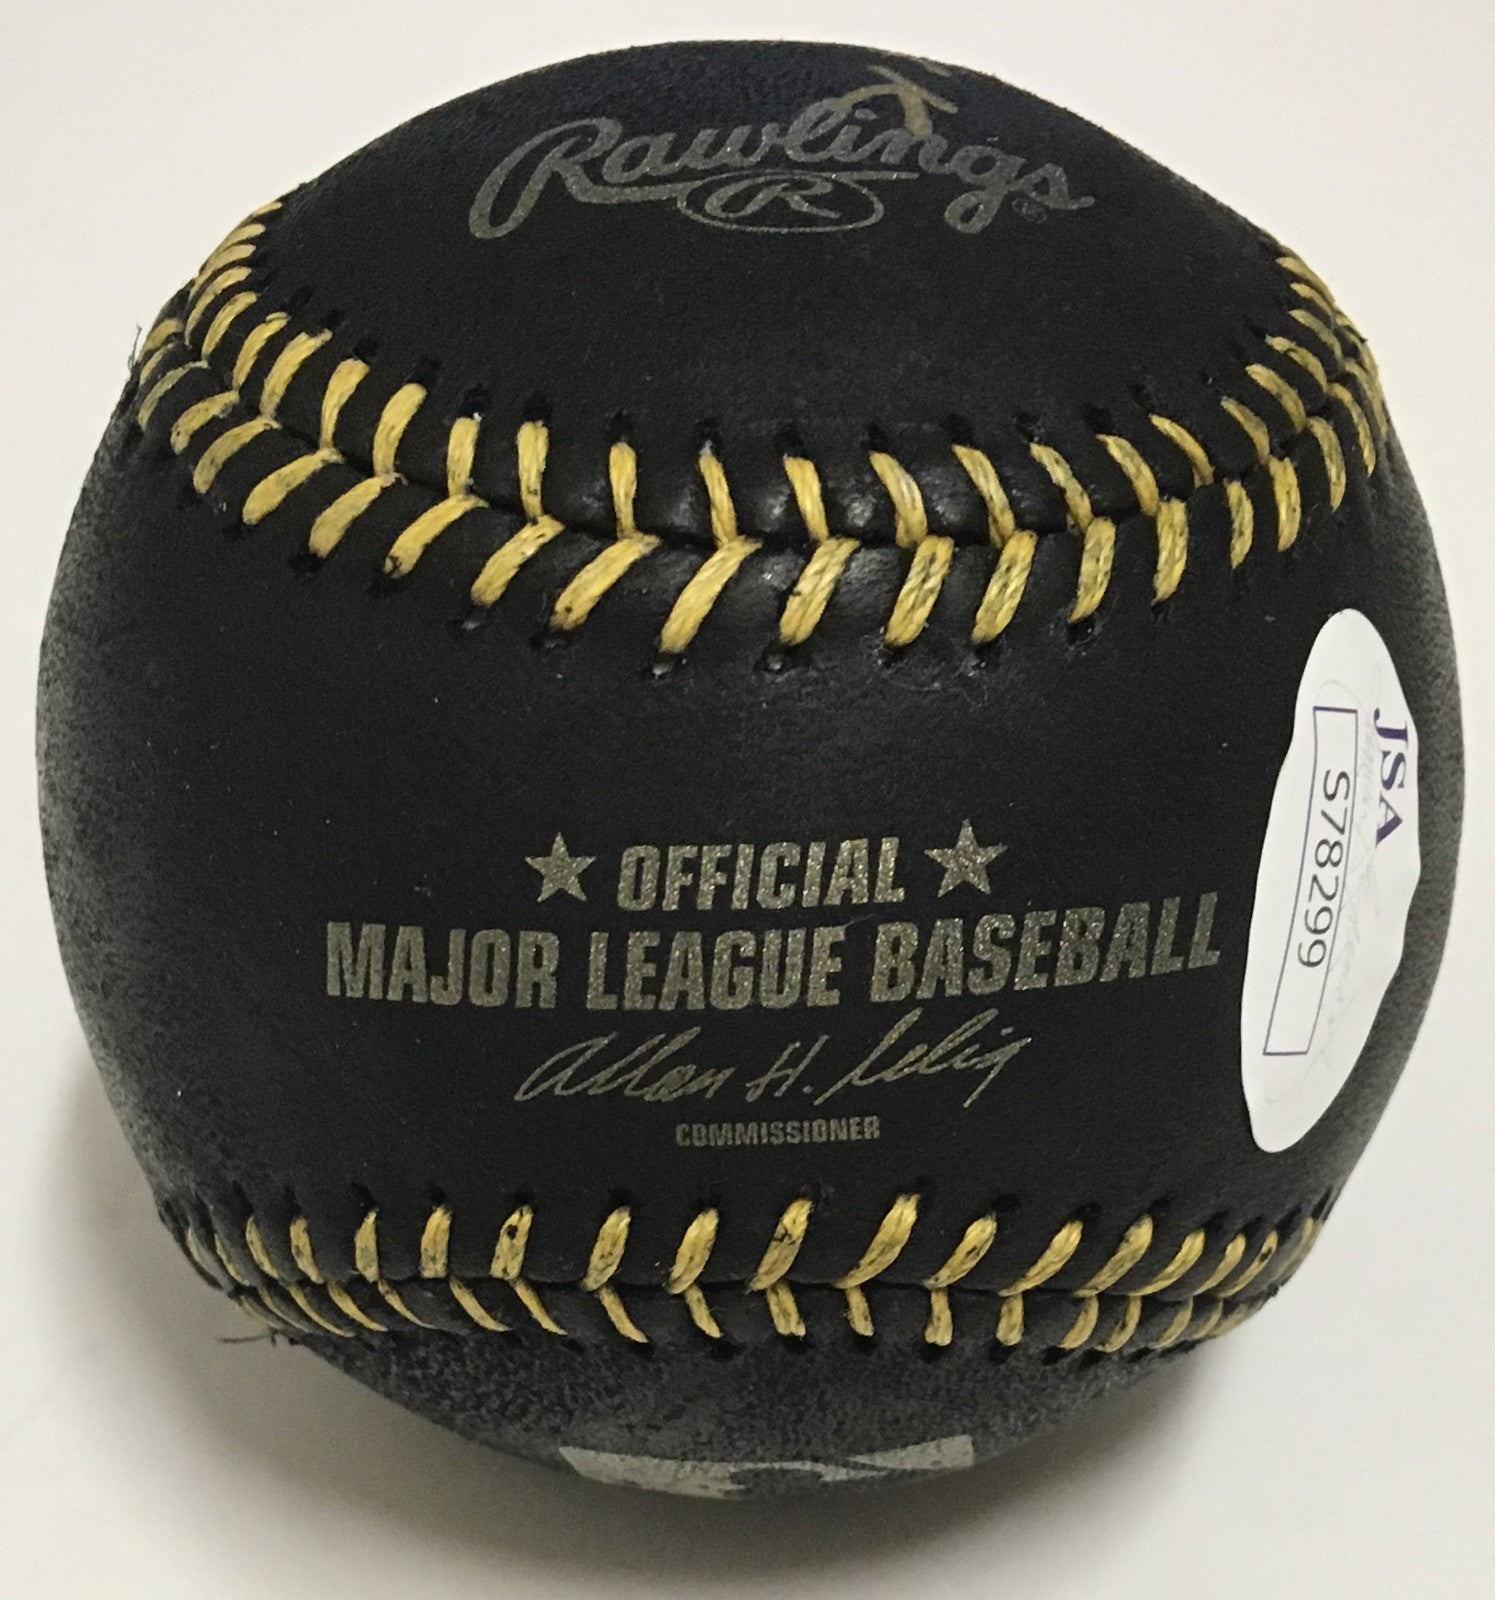 Rawlings ®
R
★ OFFICIAL ★
MAJOR LEAGUE BASEBALL
Allan H. Selig
COMMISSIONER
JSA
S78299